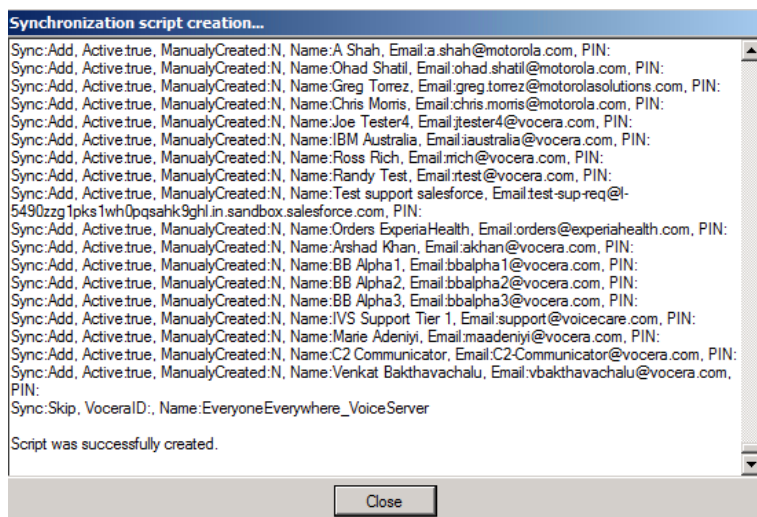 Synchronization script creation...
Sync:Add, Active:true, ManualyCreated:N, Name:A Shah, Email:a.shah@motorola.com, PIN:
Sync:Add, Active:true, ManualyCreated:N, Name:Ohad Shatil, Email:ohad.shatil@motorola.com, PIN:
Sync:Add, Active:true, ManualyCreated:N, Name:Greg Torrez, Email:greg.torrez@motorolasolutions.com, PIN:
Sync:Add, Active:true, ManualyCreated:N, Name:Chris Morris, Email:chris.morris@motorola.com, PIN:
Sync:Add, Active:true, ManualyCreated:N, Name:Joe Tester4, Email:jtester4@vocera.com, PIN:
Sync:Add, Active:true, ManualyCreated:N, Name:IBM Australia, Email:iaustralia@vocera.com, PIN:
Sync:Add, Active:true, ManualyCreated:N, Name:Ross Rich, Email:rrich@vocera.com, PIN:
Sync:Add, Active:true, ManualyCreated:N, Name:Randy Test, Email:rtest@vocera.com, PIN:
Sync:Add, Active:true, ManualyCreated:N, Name:Test support salesforce, Email:test-sup-req@l-
5490zzg1pks1wh0pqsahk9ghl.in.sandbox.salesforce.com, PIN:
Sync:Add, Active:true, ManualyCreated:N, Name:Orders ExperiaHealth, Email:orders@experiahealth.com, PIN:
Sync:Add, Active:true, ManualyCreated:N, Name:Arshad Khan, Email:akhan@vocera.com, PIN:
Sync:Add, Active:true, ManualyCreated:N, Name:BB Alpha1, Email:bbalpha1@vocera.com, PIN:
Sync:Add, Active:true, ManualyCreated:N, Name:BB Alpha2, Email:bbalpha2@vocera.com, PIN:
Sync:Add, Active:true, ManualyCreated:N, Name:BB Alpha3, Email:bbalpha3@vocera.com, PIN:
Sync:Add, Active:true, ManualyCreated:N, Name:IVS Support Tier 1, Email:support@voicecare.com, PIN:
Sync:Add, Active:true, ManualyCreated:N, Name:Marie Adeniyi, Email:maadeniyi@vocera.com, PIN:
Sync:Add, Active:true, ManualyCreated:N, Name:C2 Communicator, Email:C2-Communicator@vocera.com, PIN:
Sync:Add, Active:true, ManualyCreated:N, Name:Venkat Bakthavachalu, Email:vbakthavachalu@vocera.com,
PIN:
Sync:Skip, VoceraID:, Name:EveryoneEverywhere_VoiceServer
Script was successfully created.
Close